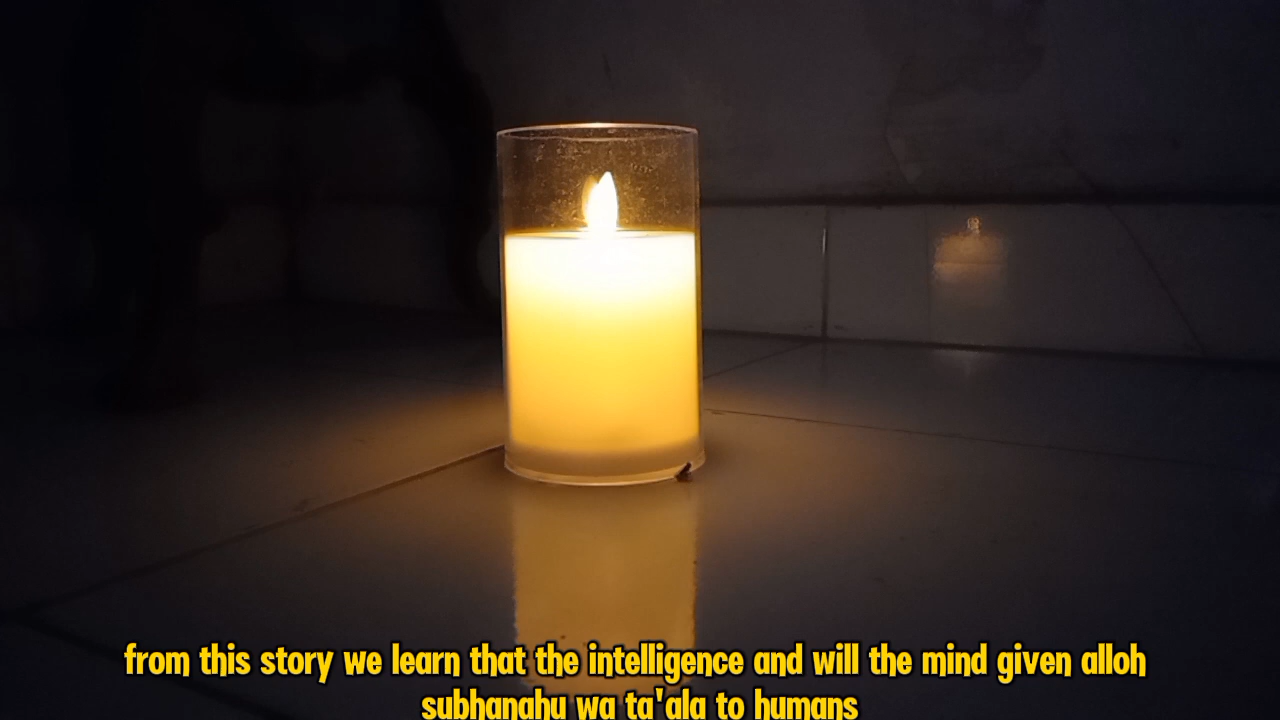 from this story we learn that the intelligence and will the mind given alloh
subhanahu wa ta'ala to humans